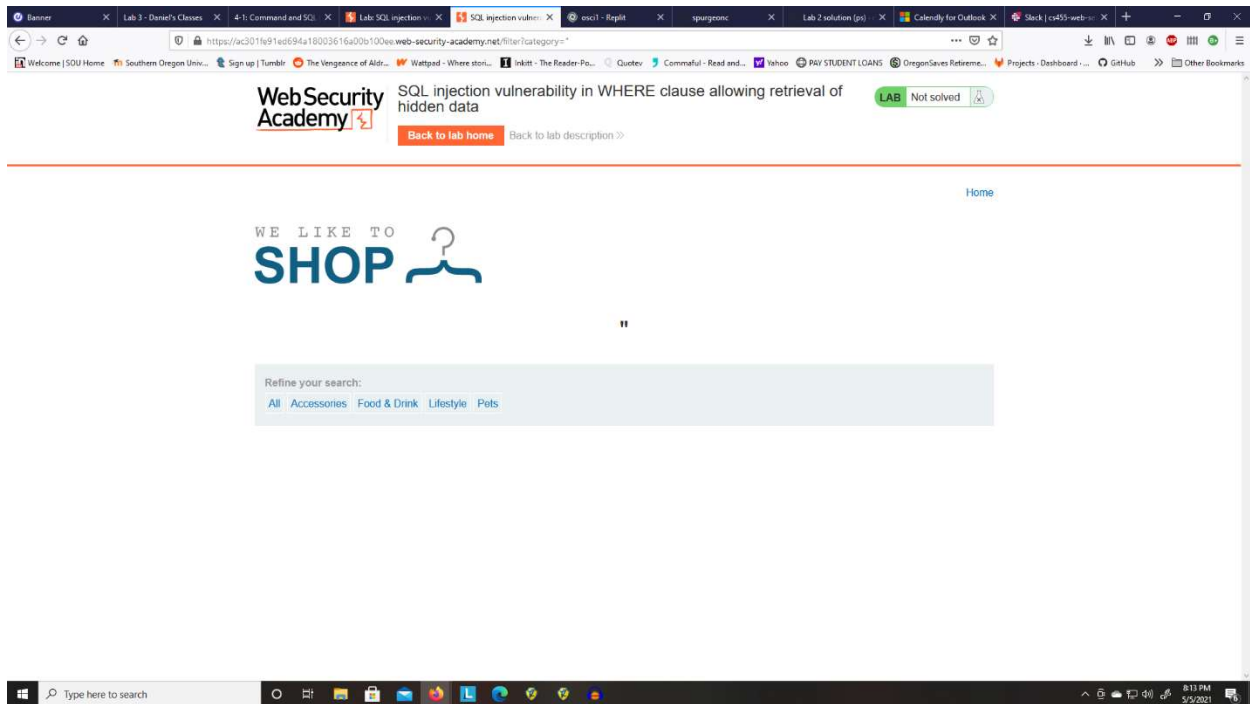 Banner
Lab 3 - Daniel's Classes
4-1: Command and SQL
Lab: SQL injection v
SQL injection vulner
osci1 - Replit
spurgeonc
Lab 2 solution (ps)
Calendly for Outlook
Slack | cs455-web-se
https://ac301fe91ed694a18003616a00b100ee.web-security-academy.net/filter?category="
Welcome | SOU Home
Southern Oregon Univ...
Sign up | Tumblr
The Vengeance of Aldr...
Wattpad - Where stori...
Inkitt - The Reader-Po...
Quotev
Commaful - Read and...
Yahoo
PAY STUDENT LOANS
OregonSaves Retireme...
Projects - Dashboard -...
GitHub
Other Bookmarks
WebSecurity
Academy
SQL injection vulnerability in WHERE clause allowing retrieval of
hidden data
LAB Not solved
Back to lab home Back to lab description
Home
WE LIKE TO
SHOP
"
Refine your search:
All Accessories Food & Drink Lifestyle Pets
Type here to search
8:13 PM
5/5/2021